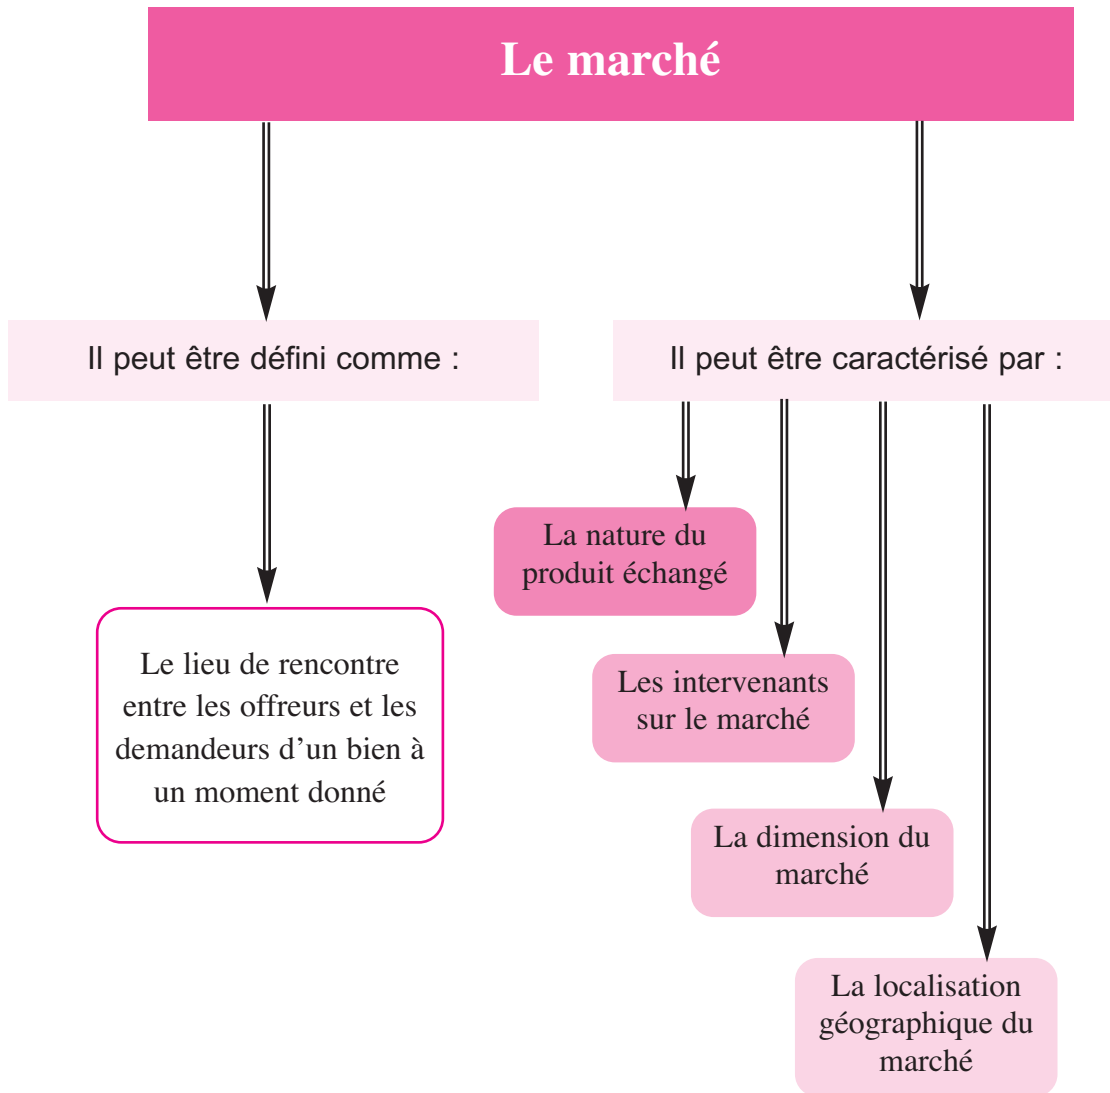 Le marché
Il peut être défini comme :
Il peut être caractérisé par :
La nature du
produit échangé
Le lieu de rencontre
entre les offreurs et les
demandeurs d’un bien à
un moment donné
Les intervenants
sur le marché
La dimension du
marché
La localisation
géographique du
marché